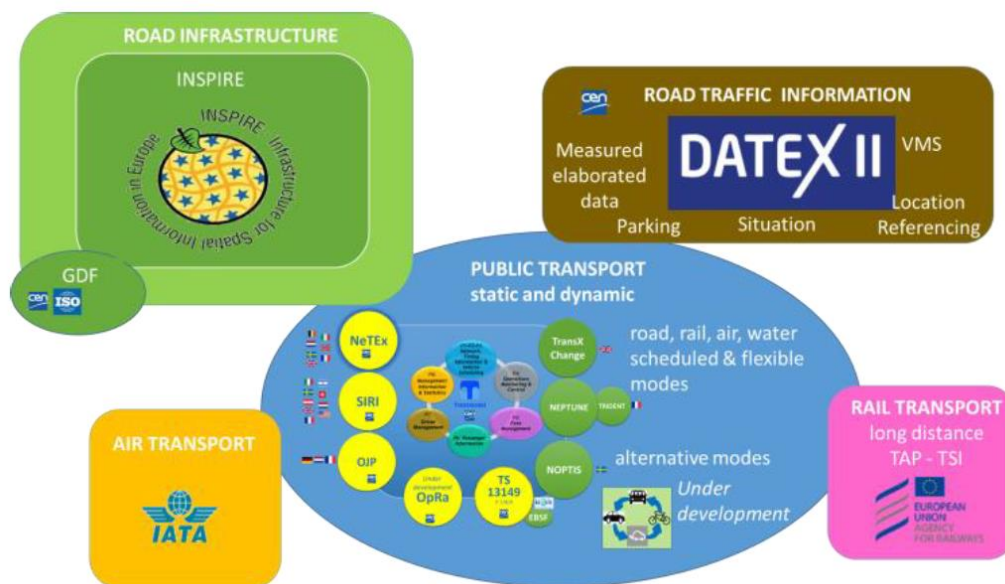 ROAD INFRASTRUCTURE
INSPIRE
INSPIRE - Infrastructure for Spatial Information in Europe
GDF
cen
ISO
cen
ROAD TRAFFIC INFORMATION
DATEX II
VMS
Measured
elaborated
data
Parking
Situation
Location
Referencing
PUBLIC TRANSPORT
static and dynamic
NeTEx
SIRI
OJP
Under
development
OpRa
TS
13149
EBSF
TransX
Change
NEPTUNE
TRIDENT
NOPTIS
road, rail, air, water
scheduled & flexible
modes
alternative modes
Under
development
AIR TRANSPORT
IATA
RAIL TRANSPORT
long distance
TAP - TSI
EUROPEAN
UNION
AGENCY
FOR RAILWAYS